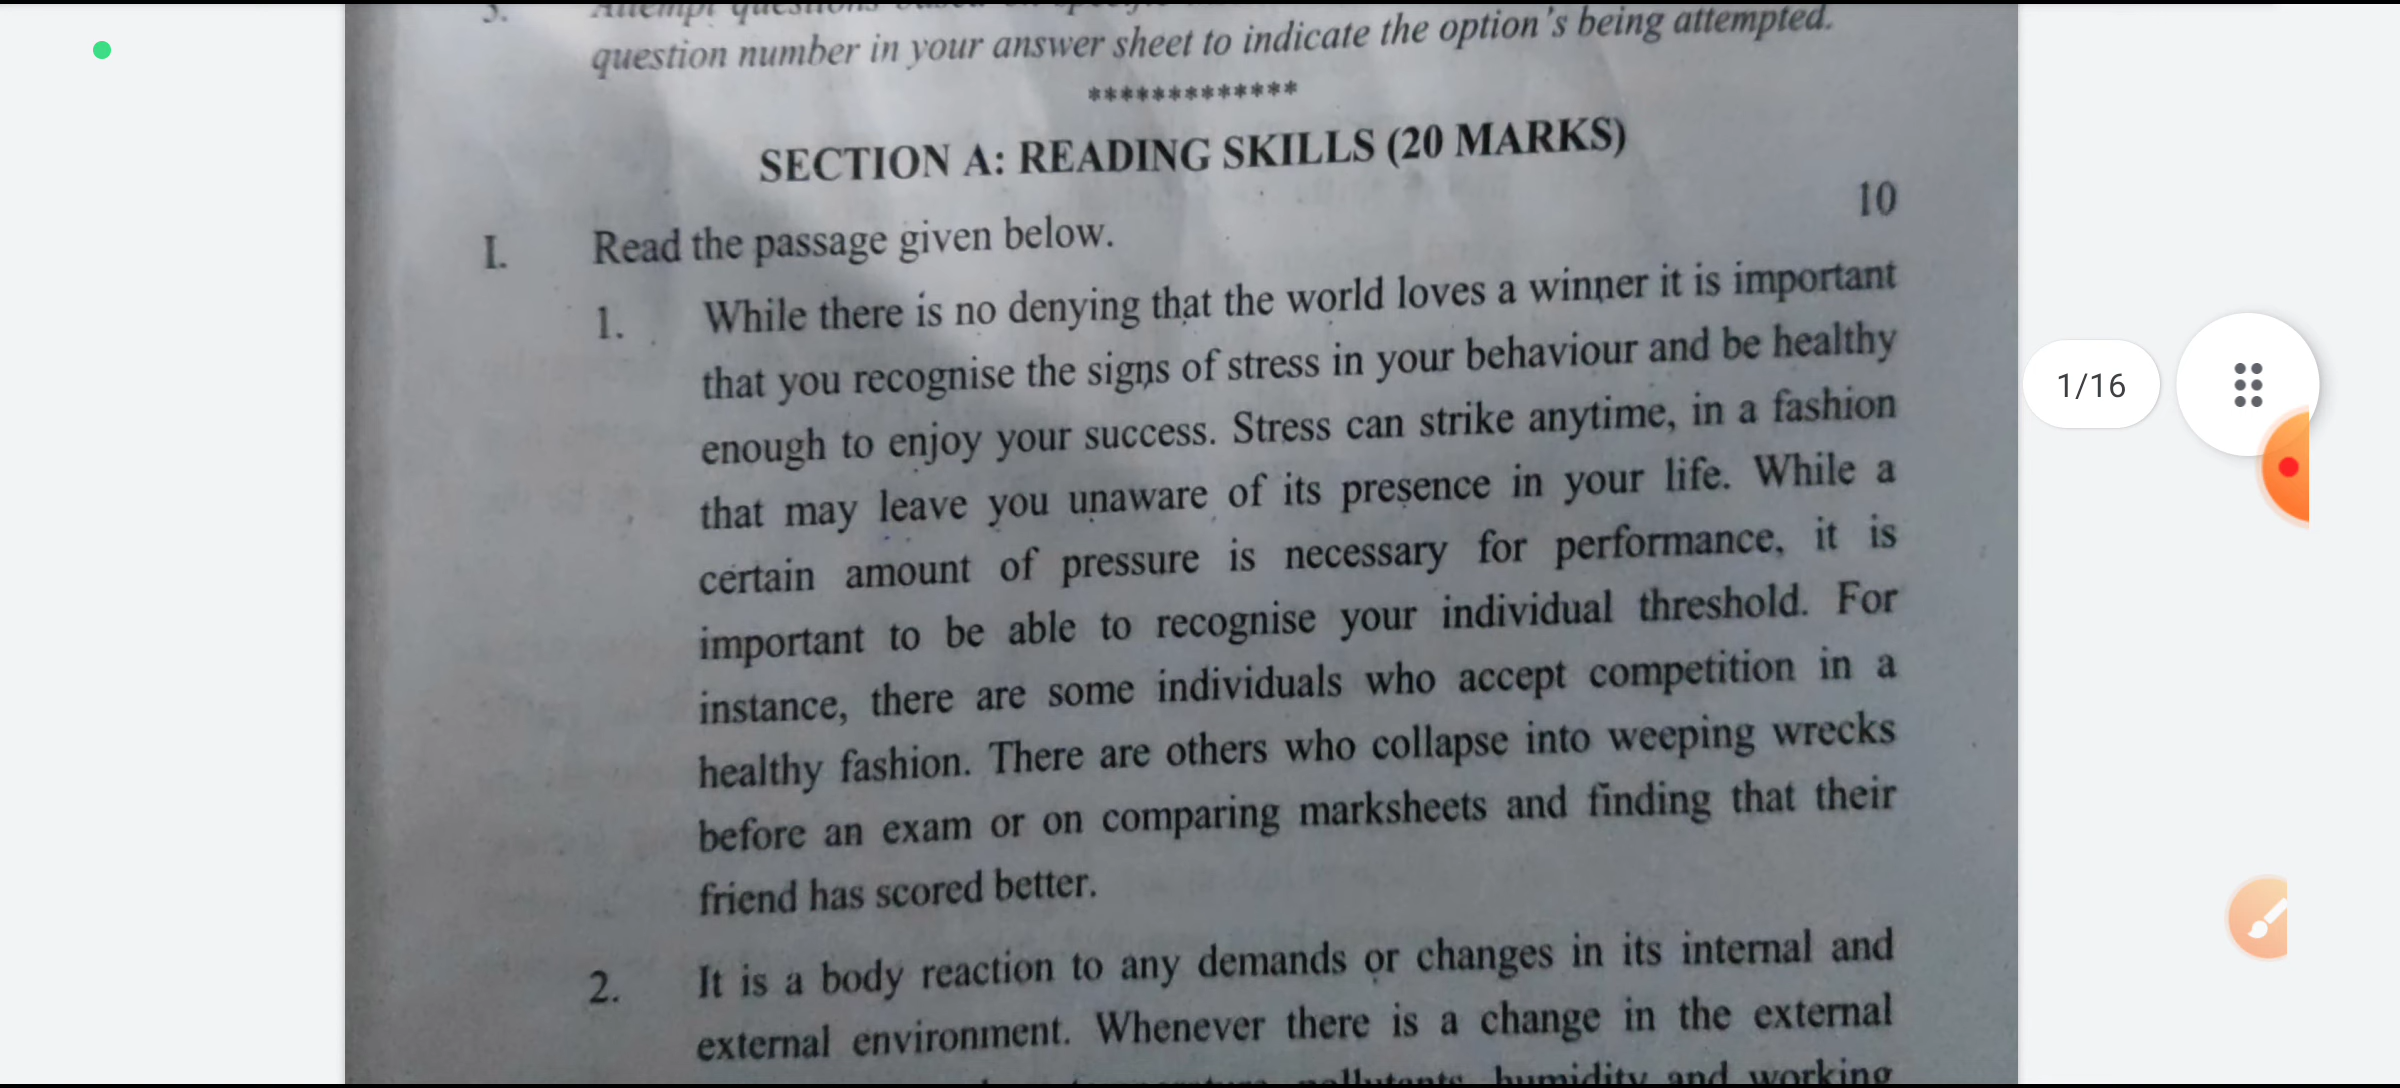 question number in your answer sheet to indicate the option's being attempted.
*************
SECTION A: READING SKILLS (20 MARKS)
10
I. Read the passage given below.
1. While there is no denying that the world loves a winner it is important
that you recognise the signs of stress in your behaviour and be healthy
enough to enjoy your success. Stress can strike anytime, in a fashion
that may leave you unaware of its presence in your life. While a
certain amount of pressure is necessary for performance, it is
important to be able to recognise your individual threshold. For
instance, there are some individuals who accept competition in a
healthy fashion. There are others who collapse into weeping wrecks
before an exam or on comparing marksheets and finding that their
friend has scored better.
2. It is a body reaction to any demands or changes in its internal and
external environment. Whenever there is a change in the external
pollutants, humidity and working
1/16